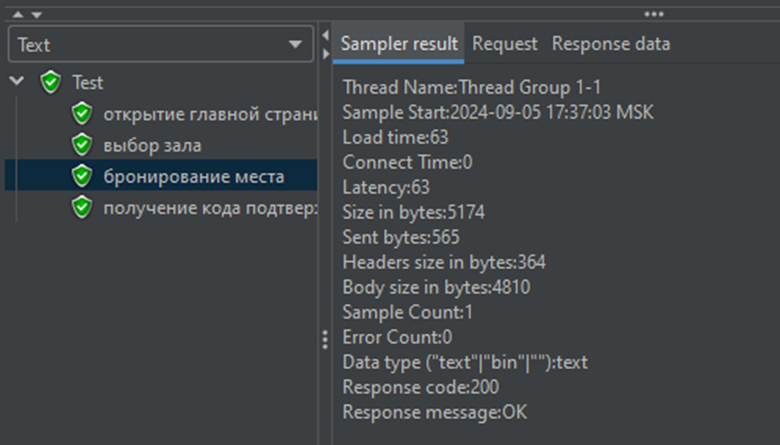 Text
Test
открытие главной страни
выбор зала
бронирование места
получение кода подтвер
Sampler result Request Response data
Thread Name:Thread Group 1-1
Sample Start:2024-09-05 17:37:03 MSK
Load time:63
Connect Time:0
Latency:63
Size in bytes:5174
Sent bytes:565
Headers size in bytes:364
Body size in bytes:4810
Sample Count:1
Error Count:0
Data type ("text"|"bin"|""):text
Response code:200
Response message:OK